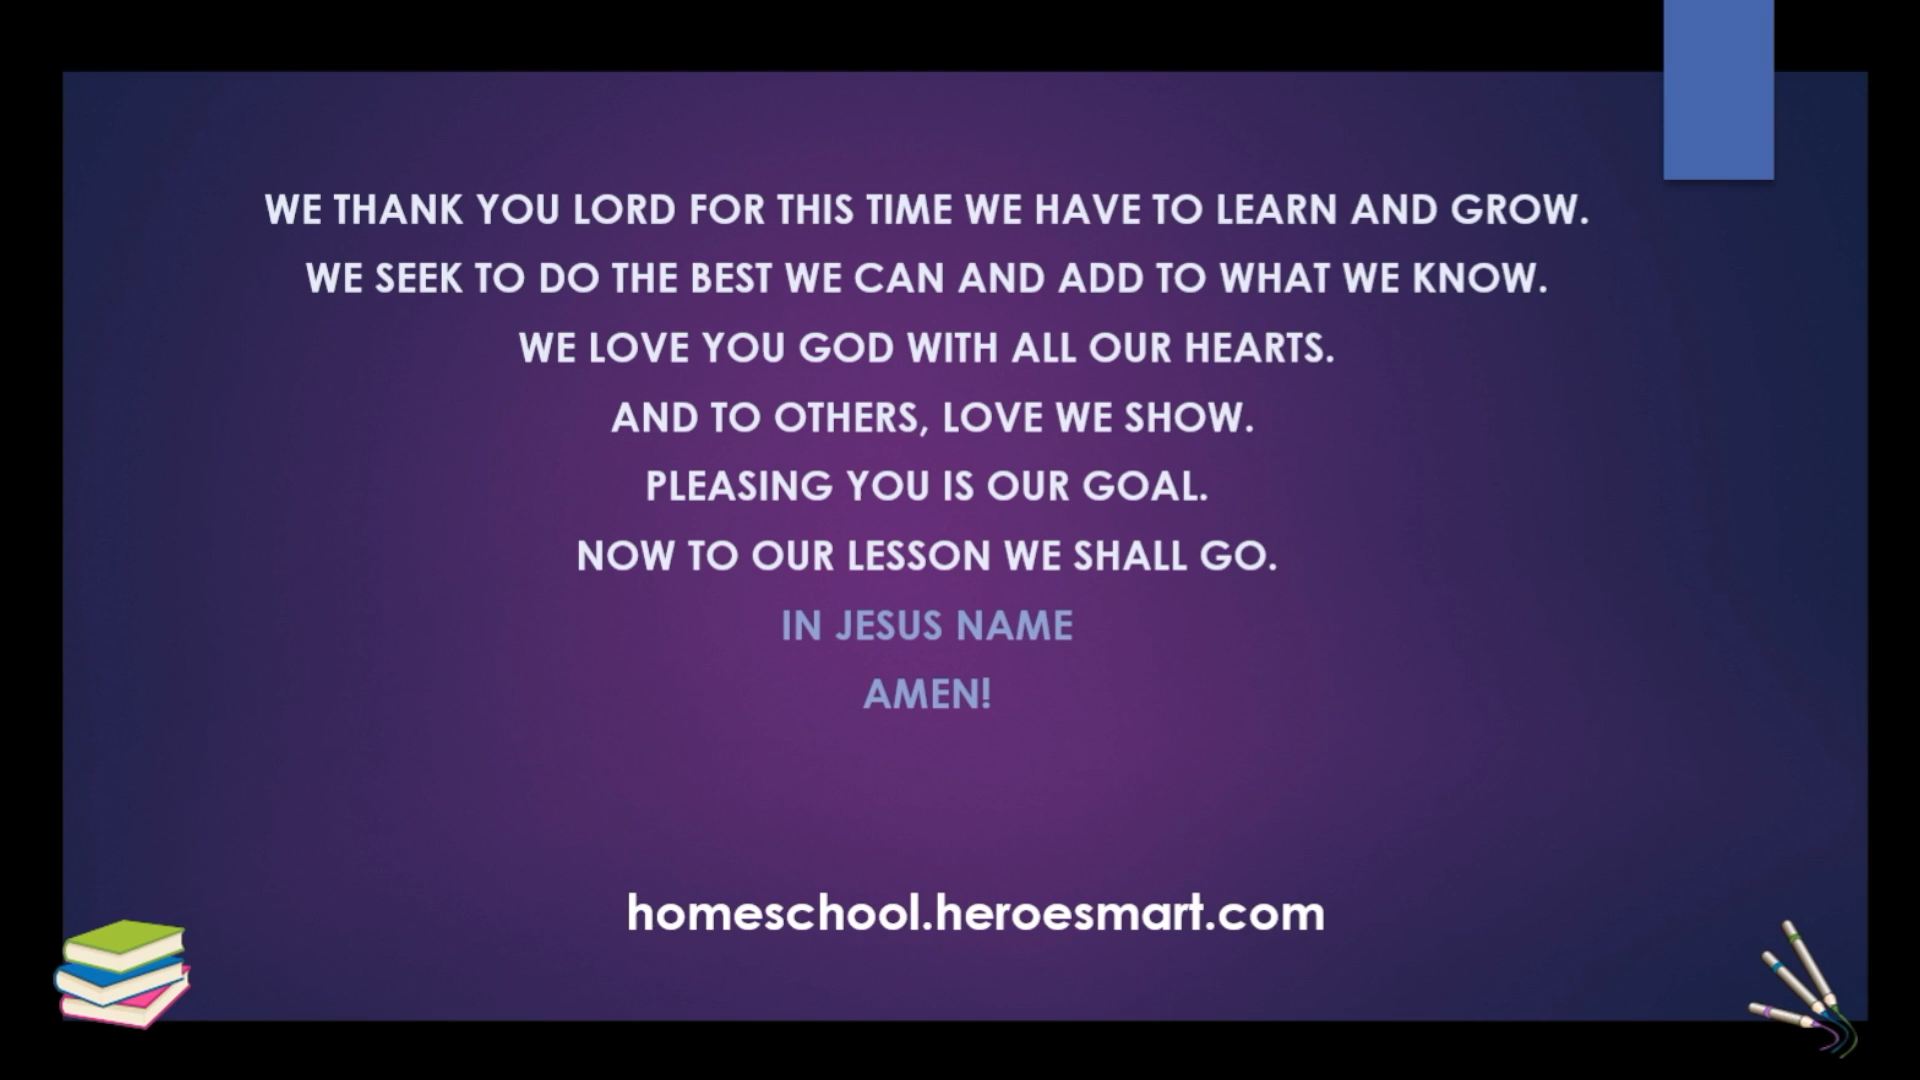 WE THANK YOU LORD FOR THIS TIME WE HAVE TO LEARN AND GROW.
WE SEEK TO DO THE BEST WE CAN AND ADD TO WHAT WE KNOW.
WE LOVE YOU GOD WITH ALL OUR HEARTS.
AND TO OTHERS, LOVE WE SHOW.
PLEASING YOU IS OUR GOAL.
NOW TO OUR LESSON WE SHALL GO.
IN JESUS NAME
AMEN!
homeschool.heroesmart.com